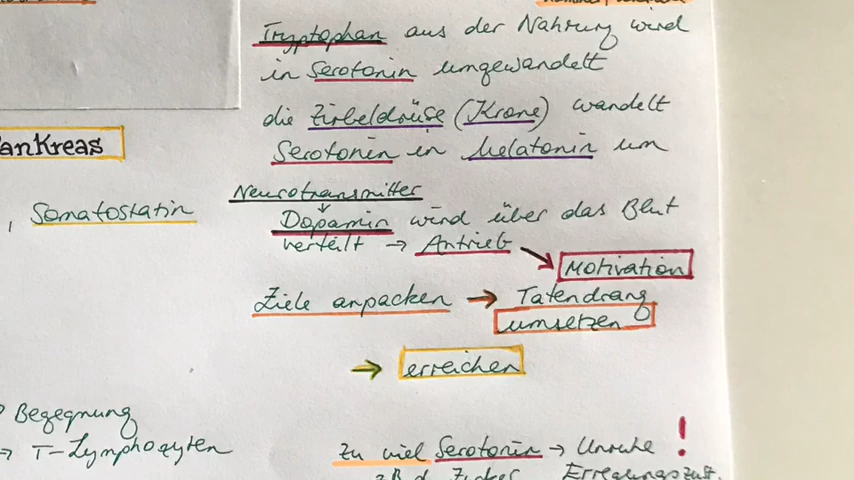 Tryptophan aus der Nahrung wird
in Serotonin umgewandelt
die Zirbeldrüse (Krone) wandelt
Serotonin in Melatonin um
anKreas
, Somatostatin
Neurotransmitter
↓
Dopamin wird über das Blut
verteilt → Antrieb
→ Motivation
Ziele anpacken → Tatendrang
umsetzen
→ erreichen
Begegnung
→ T-Lymphozyten
Zu viel Serotonin → Unruhe !
z.B. d. Zucker Erregungszust.